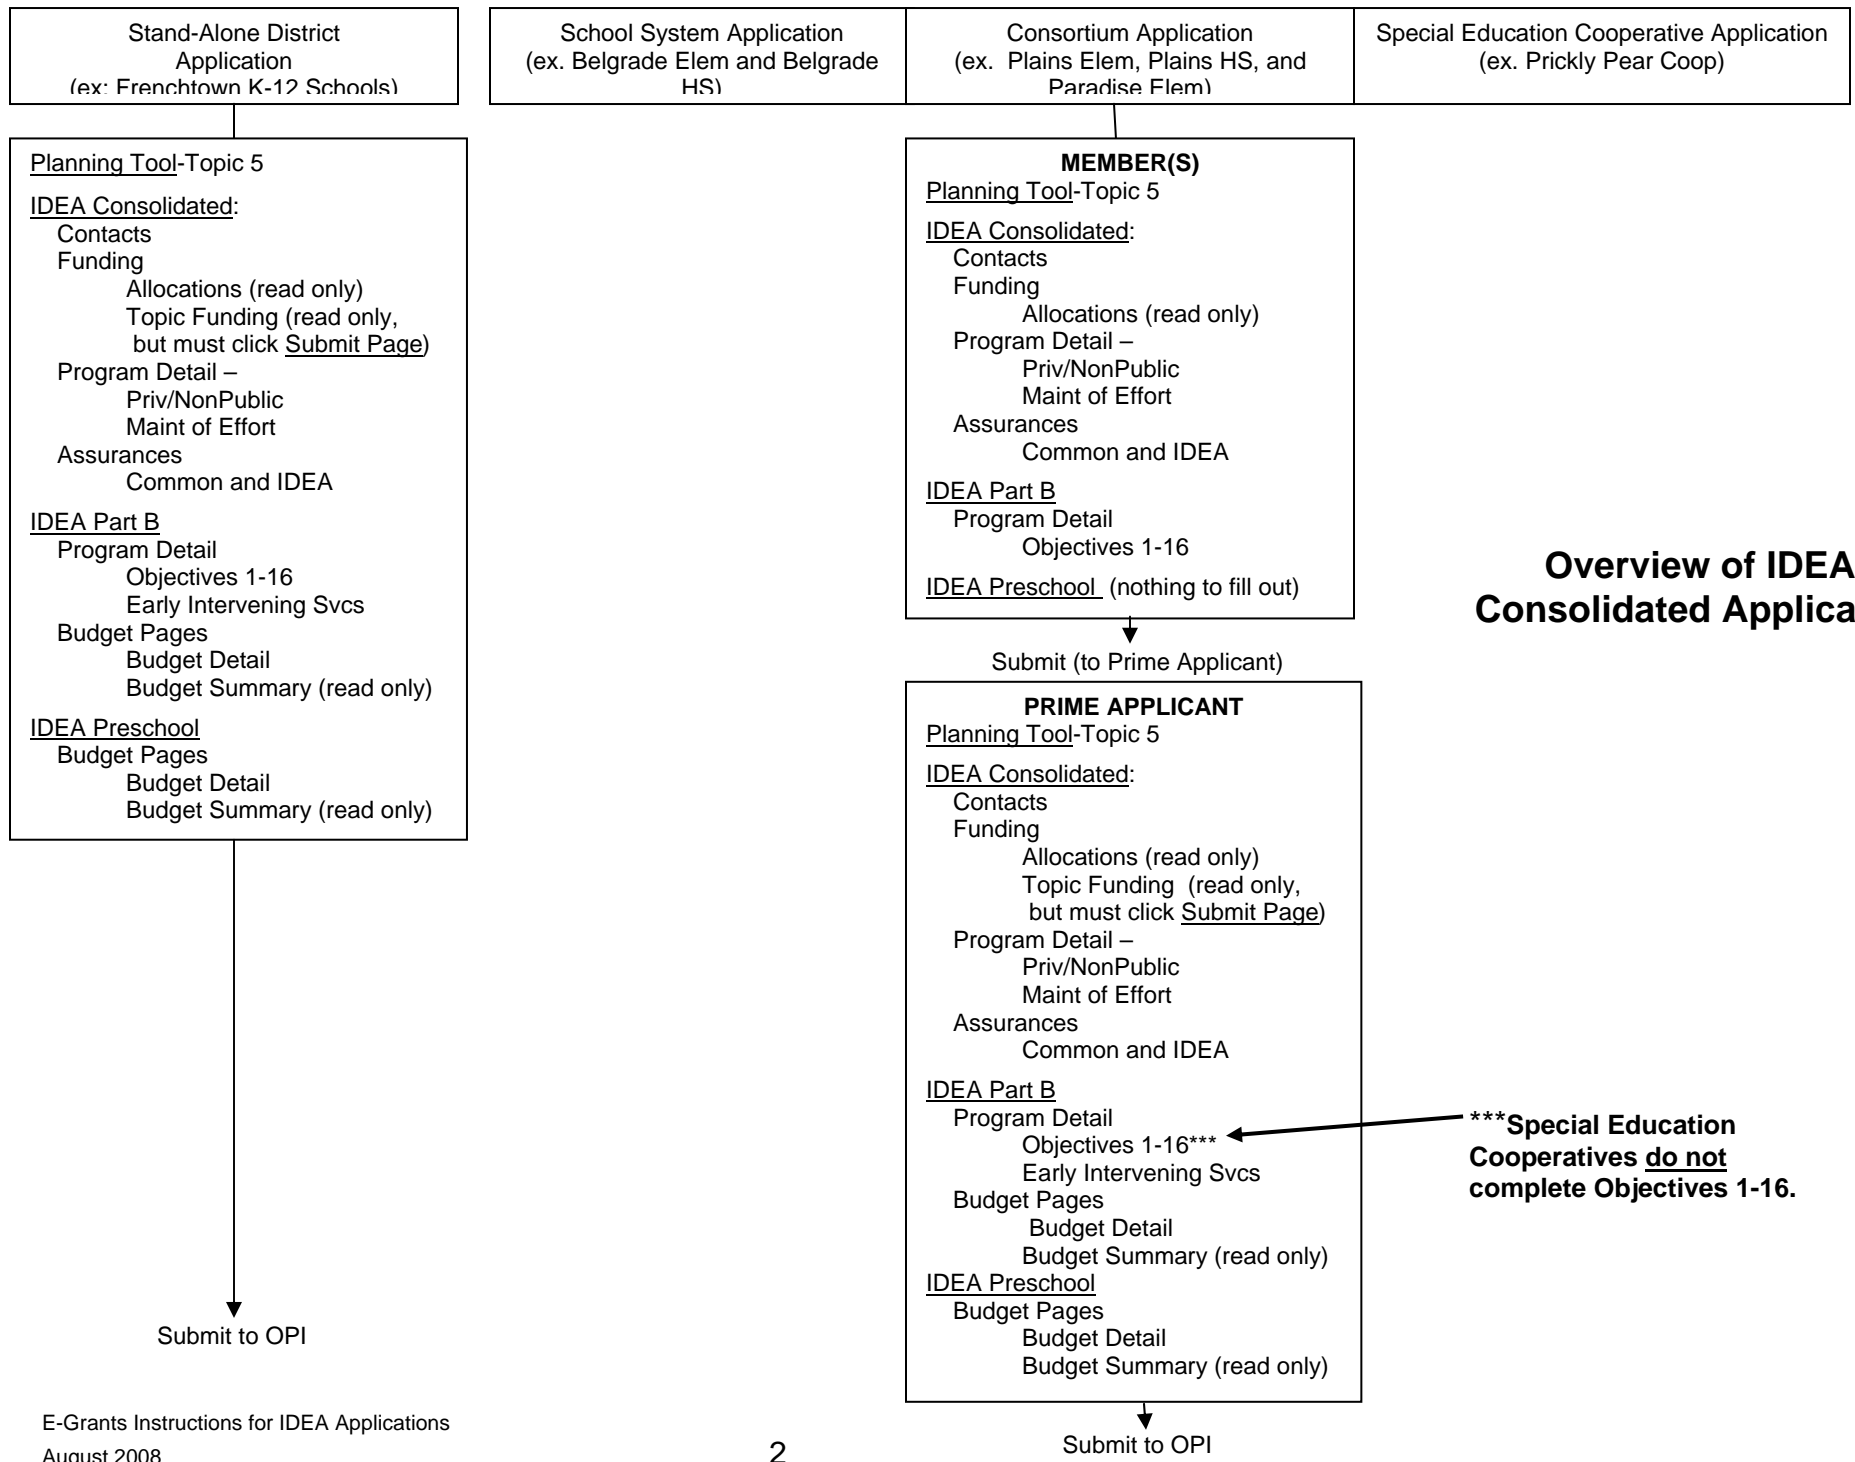 Stand-Alone District
Application
(ex: Frenchtown K-12 Schools)
School System Application
(ex. Belgrade Elem and Belgrade
HS)
Consortium Application
(ex.  Plains Elem, Plains HS, and
Paradise Elem)
Special Education Cooperative Application
(ex. Prickly Pear Coop)
Planning Tool-Topic 5
IDEA Consolidated:
Contacts
Funding
Allocations (read only)
Topic Funding (read only,
but must click Submit Page)
Program Detail –
Priv/NonPublic
Maint of Effort
Assurances
Common and IDEA
IDEA Part B
Program Detail
Objectives 1-16
Early Intervening Svcs
Budget Pages
Budget Detail
Budget Summary (read only)
IDEA Preschool
Budget Pages
Budget Detail
Budget Summary (read only)
Submit to OPI
MEMBER(S)
Planning Tool-Topic 5
IDEA Consolidated:
Contacts
Funding
Allocations (read only)
Program Detail –
Priv/NonPublic
Maint of Effort
Assurances
Common and IDEA
IDEA Part B
Program Detail
Objectives 1-16
IDEA Preschool  (nothing to fill out)
Submit (to Prime Applicant)
PRIME APPLICANT
Planning Tool-Topic 5
IDEA Consolidated:
Contacts
Funding
Allocations (read only)
Topic Funding  (read only,
but must click Submit Page)
Program Detail –
Priv/NonPublic
Maint of Effort
Assurances
Common and IDEA
IDEA Part B
Program Detail
Objectives 1-16***
Early Intervening Svcs
Budget Pages
Budget Detail
Budget Summary (read only)
IDEA Preschool
Budget Pages
Budget Detail
Budget Summary (read only)
Submit to OPI
Overview of IDEA
Consolidated Applica
***Special Education
Cooperatives do not
complete Objectives 1-16.
E-Grants Instructions for IDEA Applications
August 2008
2